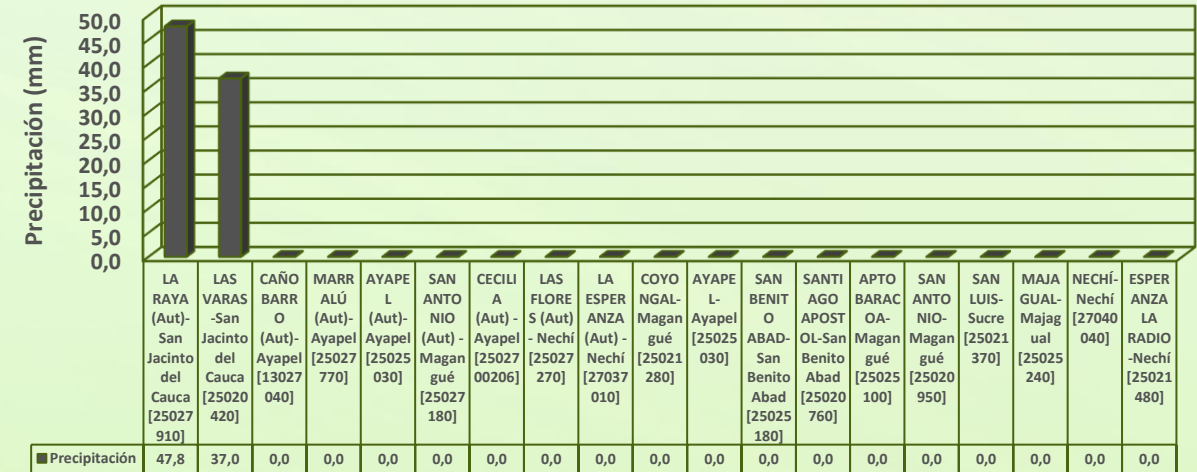 Precipitación (mm)
50,0
45,0
40,0
35,0
30,0
25,0
20,0
15,0
10,0
5,0
0,0
LA
RAYA
(Aut)-
San
Jacinto
del
Cauca
[25027
910]
LAS
VARAS
-San
Jacinto
del
Cauca
[25020
420]
CAÑO
BARR
O
(Aut)-
Ayapel
[13027
040]
MARR
ALÚ
(Aut)-
Ayapel
[25027
770]
AYAPE
L
(Aut)-
Ayapel
[25025
030]
SAN
ANTO
NIO
(Aut) -
Magan
gué
[25027
180]
CECILI
A
(Aut) -
Ayapel
[25027
00206]
LAS
FLORE
S (Aut)
- Nechí
[25027
270]
LA
ESPER
ANZA
(Aut) -
Nechí
[27037
010]
COYO
NGAL-
Magan
gué
[25021
280]
AYAPE
L-
Ayapel
[25025
030]
SAN
BENIT
O
ABAD-
San
Benito
Abad
[25025
180]
SANTI
AGO
APOST
OL-San
Benito
Abad
[25020
760]
APTO
BARAC
OA-
Magan
gué
[25025
100]
SAN
ANTO
NIO-
Magan
gué
[25020
950]
SAN
LUIS-
Sucre
[25021
370]
MAJA
GUAL-
Majag
ual
[25025
240]
NECHÍ-
Nechí
[27040
040]
ESPER
ANZA
LA
RADIO
-Nechí
[25021
480]
Precipitación 47,8 37,0 0,0 0,0 0,0 0,0 0,0 0,0 0,0 0,0 0,0 0,0 0,0 0,0 0,0 0,0 0,0 0,0 0,0